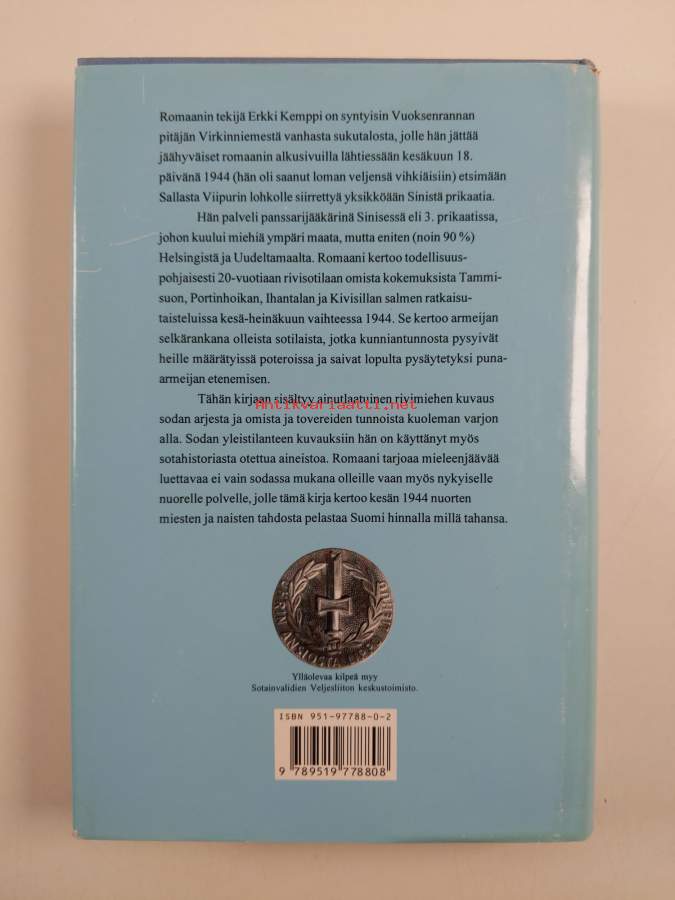 Romaanin tekijä Erkki Kemppi on syntyisin Vuoksenrannan
pitäjän Virkinniemestä vanhasta sukutalosta, jolle hän jättää
jäähyväiset romaanin alkusivuilla lähtiessään kesäkuun 18.
päivänä 1944 (hän oli saanut loman veljensä vihkiäisiin) etsimään
Sallasta Viipurin lohkolle siirrettyä yksikköään Sinistä prikaatia.
Hän palveli panssarijääkärinä Sinisessä eli 3. prikaatissa,
johon kuului miehiä ympäri maata, mutta eniten (noin 90 %)
Helsingistä ja Uudeltamaalta. Romaani kertoo todellisuus-
pohjaisesti 20-vuotiaan rivisotilaan omista kokemuksista Tammi-
suon, Portinhoikan, Ihantalan ja Kivisillan salmen ratkaisu-
taisteluissa kesä-heinäkuun vaihteessa 1944. Se kertoo armeijan
selkärankana olleista sotilaista, jotka kunniantunnosta pysyivät
heille määrätyissä poteroissa ja saivat lopulta pysäytetyksi puna-
armeijan etenemisen.
Tähän kirjaan sisältyy ainutlaatuinen rivimiehen kuvaus
Antikvariaatti.net
sodan arjesta ja omista ja tovereiden tunnoista kuoleman varjon
alla. Sodan yleistilanteen kuvauksiin hän on käyttänyt myös
sotahistoriasta otettua aineistoa. Romaani tarjoaa mieleenjäävää
luettavaa ei vain sodassa mukana olleille vaan myös nykyiselle
nuorelle polvelle, jolle tämä kirja kertoo kesän 1944 nuorten
miesten ja naisten tahdosta pelastaa Suomi hinnalla millä tahansa.
Ylläolevaa kilpeä myy
Sotainvalidien Veljesliiton keskustoimisto.
ISBN 951-97788-0-2
9 789519 778808